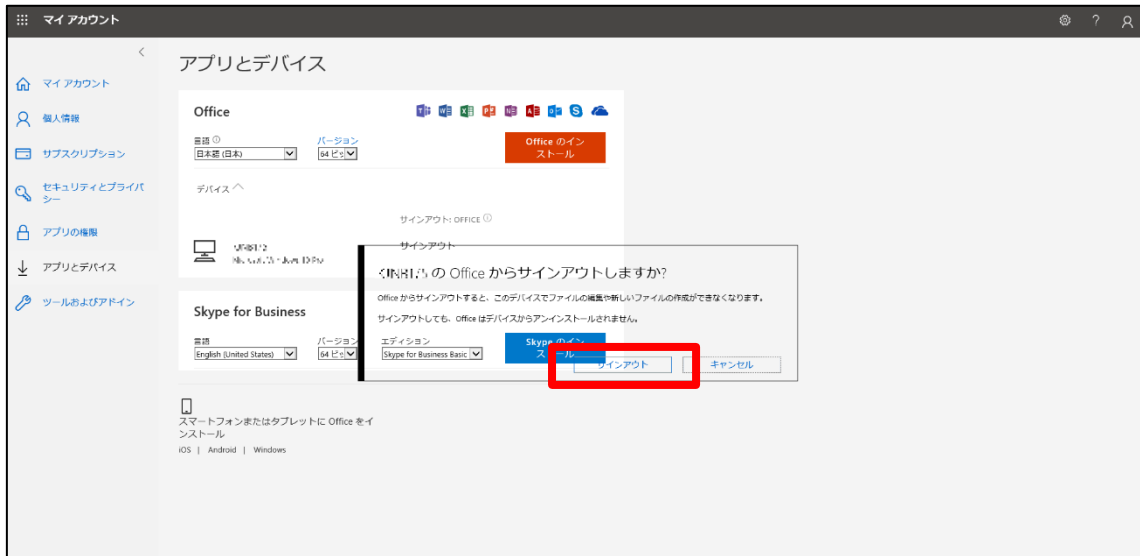 マイ アカウント
?
アプリとデバイス
マイ アカウント
個人情報
サブスクリプション
セキュリティとプライバ
シー
アプリの権限
アプリとデバイス
ツールおよびアドイン
Office
言語
バージョン
日本語 (日本)
64 ビッ
Office のイン
ストール
デバイス
サインアウト: OFFICE
サインアウト
の Office からサインアウトしますか?
Office からサインアウトすると、このデバイスでファイルの編集や新しいファイルの作成ができなくなります。
サインアウトしても、Office はデバイスからアンインストールされません。
Skype for Business
言語
バージョン
エディション
English (United States)
64 ビッ
Skype for Business Basic
Skype のイン
ストール
サインアウト
キャンセル
スマートフォンまたはタブレットに Office をイ
ンストール
iOS | Android | Windows